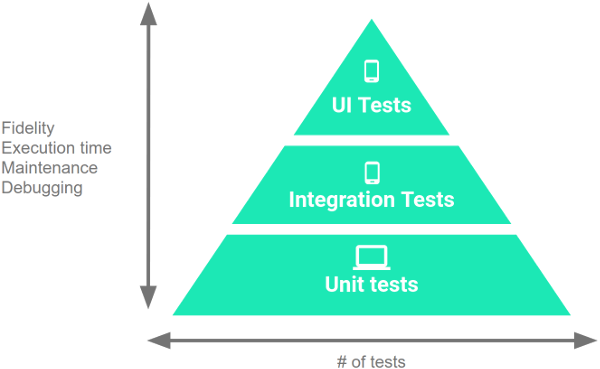 UI Tests
Fidelity
Execution time
Maintenance
Debugging
Integration Tests
Unit tests
# of tests